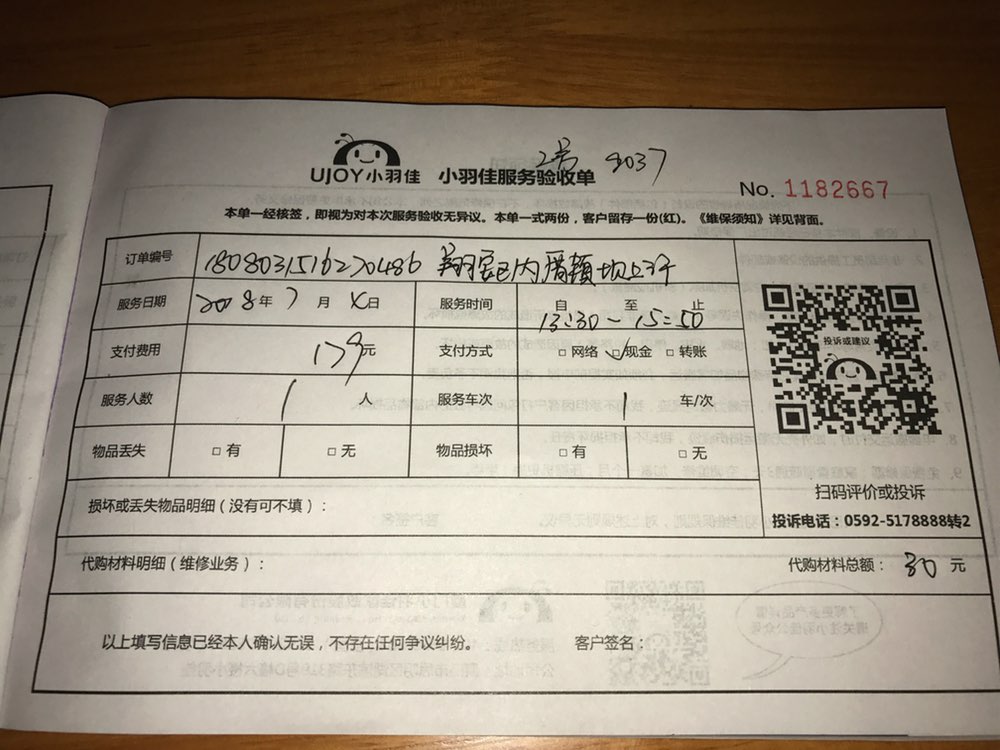 2号 8037
UJOY小羽佳 小羽佳服务验收单
No. 1182667
本单一经核签，即视为对本次服务验收无异议。本单一式两份，客户留存一份(红)。《维保须知》详见背面。
订单编号 18080315162270486
服务日期 2018年7月 日 服务时间 自 至 止
13:30-15:50
支付费用 179元 支付方式 □网络 □现金 □转账
投诉或建议
服务人数 1 人 服务车次 1 车/次
物品丢失 □有 □无 物品损坏 □有 □无
扫码评价或投诉
损坏或丢失物品明细（没有可不填）：
投诉电话：0592-5178888转2
代购材料明细（维修业务）： 代购材料总额： 30 元
以上填写信息已经本人确认无误，不存在任何争议纠纷。 客户签名：